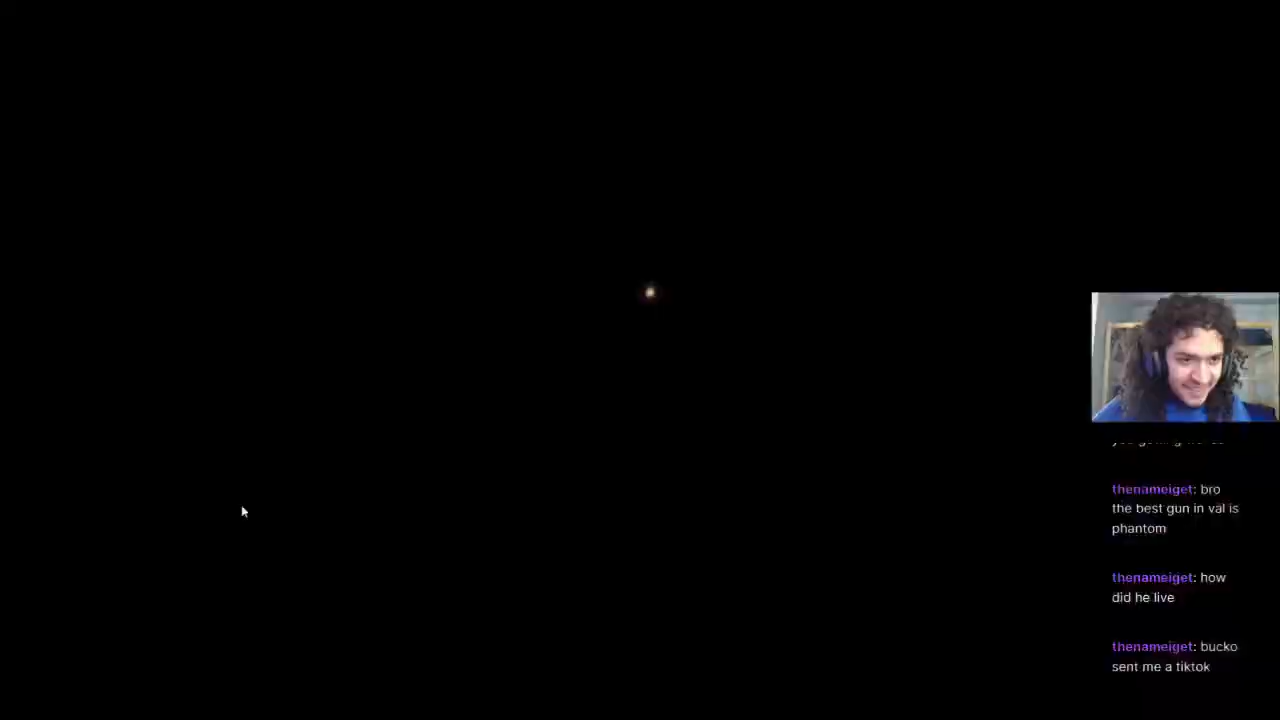 thenameiget: bro
the best gun in val is
phantom
thenameiget: how
did he live
thenameiget: bucko
sent me a tiktok